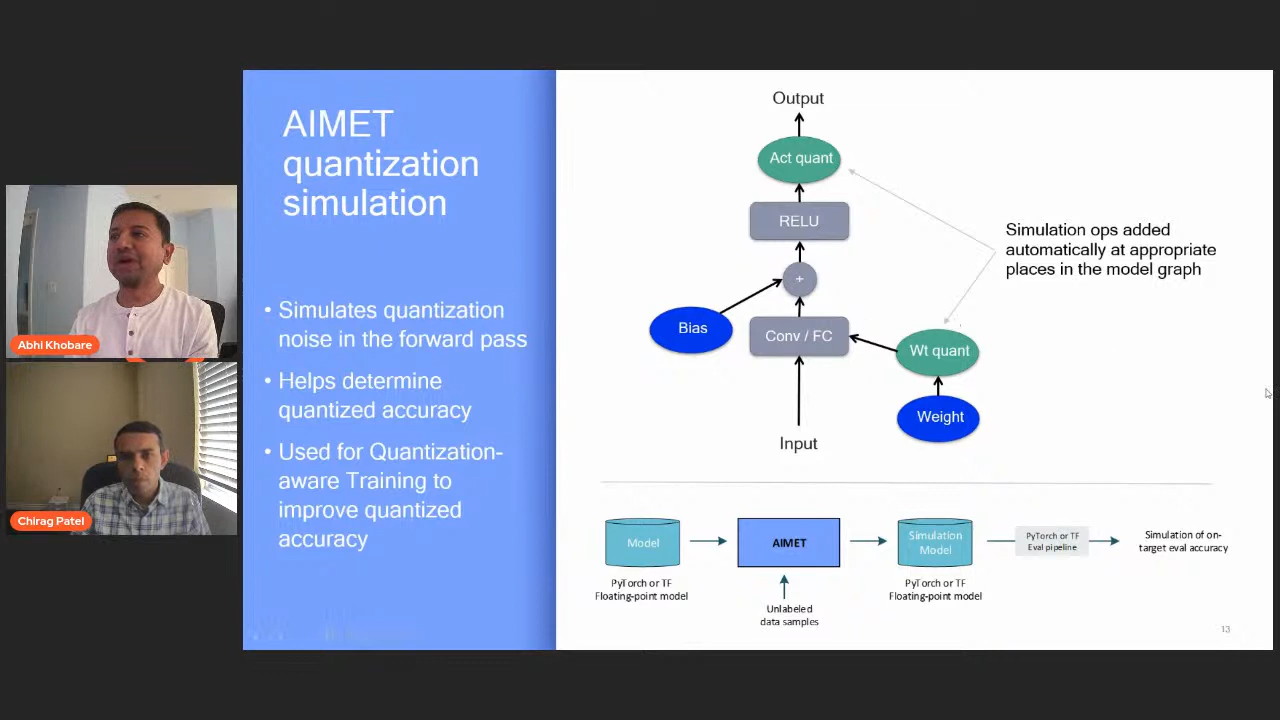 AIMET
quantization
simulation
• Simulates quantization
noise in the forward pass
• Helps determine
quantized accuracy
• Used for Quantization-
aware Training to
improve quantized
accuracy
Abhi Khobare
Chirag Patel
Output
Act quant
RELU
+
Bias
Conv / FC
Wt quant
Weight
Input
Simulation ops added
automatically at appropriate
places in the model graph
Model
PyTorch or TF
Floating-point model
AIMET
Unlabeled
data samples
Simulation
Model
PyTorch or TF
Floating-point model
PyTorch or TF
Eval pipeline
Simulation of on-
target eval accuracy
13